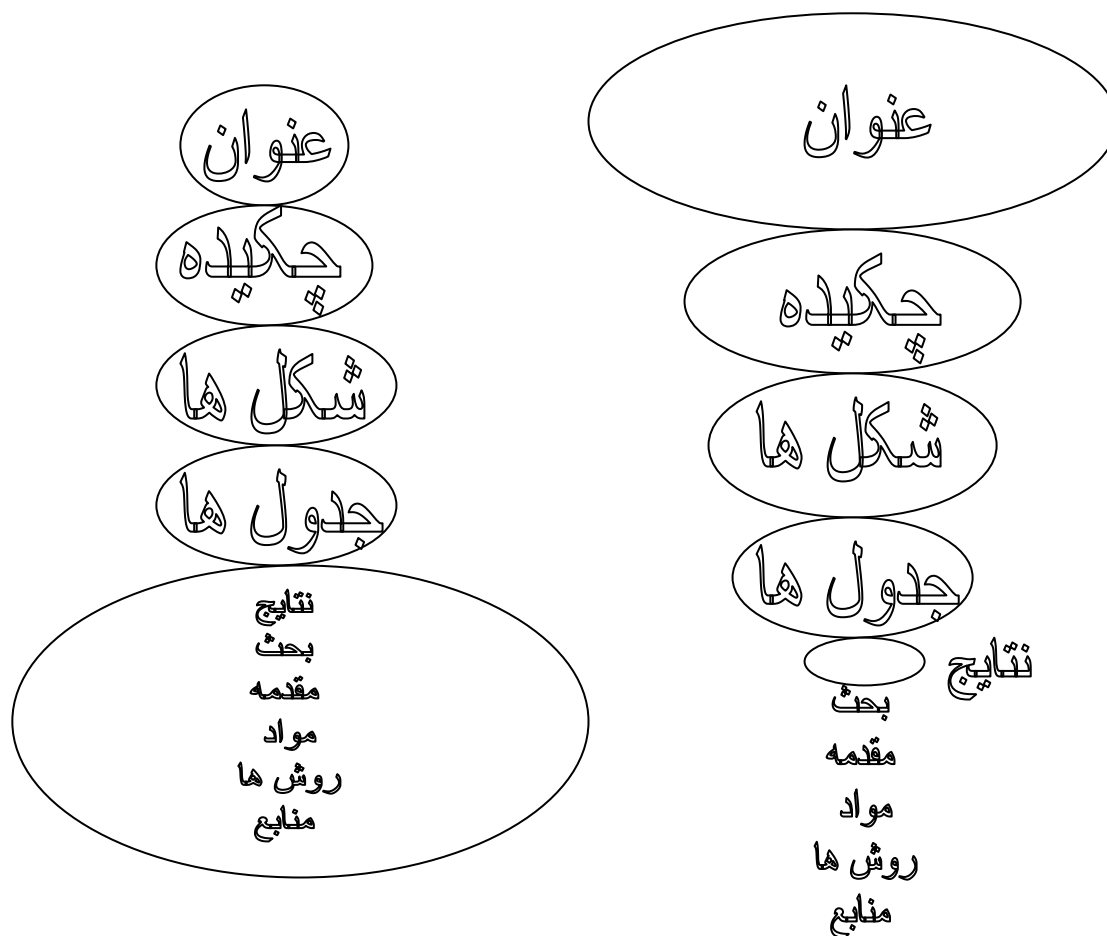 عنوان
چکیده
شکل ها
جدول ها
نتایج
بحث
مقدمه
مواد
روش ها
منابع
عنوان
چکیده
شکل ها
جدول ها
نتایج
بحث
مقدمه
مواد
روش ها
منابع